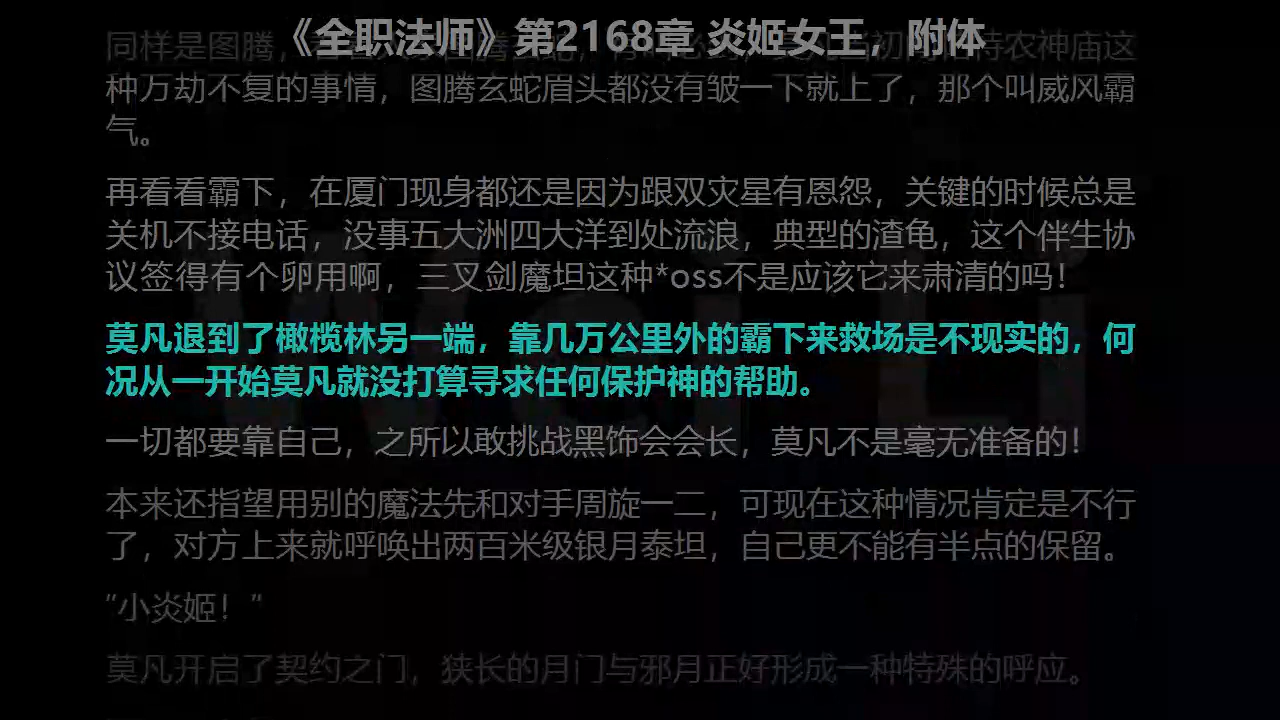 《全职法师》第2168章 炎姬女王，附体
同样是图腾，
农神庙这
种万劫不复的事情，图腾玄蛇眉头都没有皱一下就上了，那个叫威风霸
气。
再看看霸下，在厦门现身都还是因为跟双灾星有恩怨，关键的时候总是
关机不接电话，没事五大洲四大洋到处流浪，典型的渣龟，这个伴生协
议签得有个卵用啊，三叉剑魔坦这种*oss不是应该它来肃清的吗！
莫凡退到了橄榄林另一端，靠几万公里外的霸下来救场是不现实的，何
况从一开始莫凡就没打算寻求任何保护神的帮助。
一切都要靠自己，之所以敢挑战黑饰会会长，莫凡不是毫无准备的！
本来还指望用别的魔法先和对手周旋一二，可现在这种情况肯定是不行
了，对方上来就呼唤出两百米级银月泰坦，自己更不能有半点的保留。
“小炎姬！”
莫凡开启了契约之门，狭长的月门与邪月正好形成一种特殊的呼应。